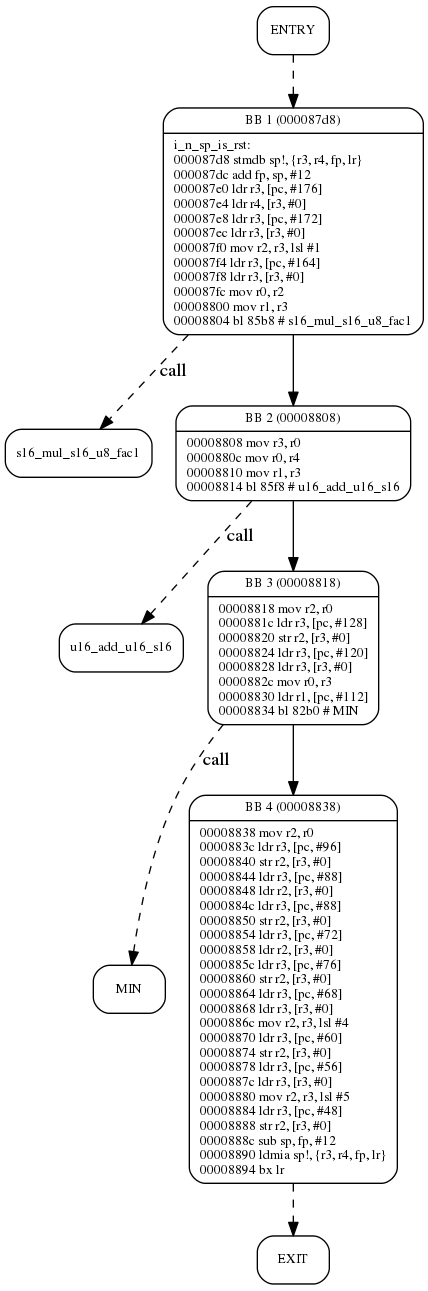 ENTRY
BB 1 (000087d8)
i_n_sp_is_rst:
000087d8 stmdb sp!, {r3, r4, fp, lr}
000087dc add fp, sp, #12
000087e0 ldr r3, [pc, #176]
000087e4 ldr r4, [r3, #0]
000087e8 ldr r3, [pc, #172]
000087ec ldr r3, [r3, #0]
000087f0 mov r2, r3, lsl #1
000087f4 ldr r3, [pc, #164]
000087f8 ldr r3, [r3, #0]
000087fc mov r0, r2
00008800 mov r1, r3
00008804 bl 85b8 # s16_mul_s16_u8_fac1
call
s16_mul_s16_u8_fac1
BB 2 (00008808)
00008808 mov r3, r0
0000880c mov r0, r4
00008810 mov r1, r3
00008814 bl 85f8 # u16_add_u16_s16
call
u16_add_u16_s16
BB 3 (00008818)
00008818 mov r2, r0
0000881c ldr r3, [pc, #128]
00008820 str r2, [r3, #0]
00008824 ldr r3, [pc, #120]
00008828 ldr r3, [r3, #0]
0000882c mov r0, r3
00008830 ldr r1, [pc, #112]
00008834 bl 82b0 # MIN
call
MIN
BB 4 (00008838)
00008838 mov r2, r0
0000883c ldr r3, [pc, #96]
00008840 str r2, [r3, #0]
00008844 ldr r3, [pc, #88]
00008848 ldr r2, [r3, #0]
0000884c ldr r3, [pc, #88]
00008850 str r2, [r3, #0]
00008854 ldr r3, [pc, #72]
00008858 ldr r2, [r3, #0]
0000885c ldr r3, [pc, #76]
00008860 str r2, [r3, #0]
00008864 ldr r3, [pc, #68]
00008868 ldr r3, [r3, #0]
0000886c mov r2, r3, lsl #4
00008870 ldr r3, [pc, #60]
00008874 str r2, [r3, #0]
00008878 ldr r3, [pc, #56]
0000887c ldr r3, [r3, #0]
00008880 mov r2, r3, lsl #5
00008884 ldr r3, [pc, #48]
00008888 str r2, [r3, #0]
0000888c sub sp, fp, #12
00008890 ldmia sp!, {r3, r4, fp, lr}
00008894 bx lr
EXIT